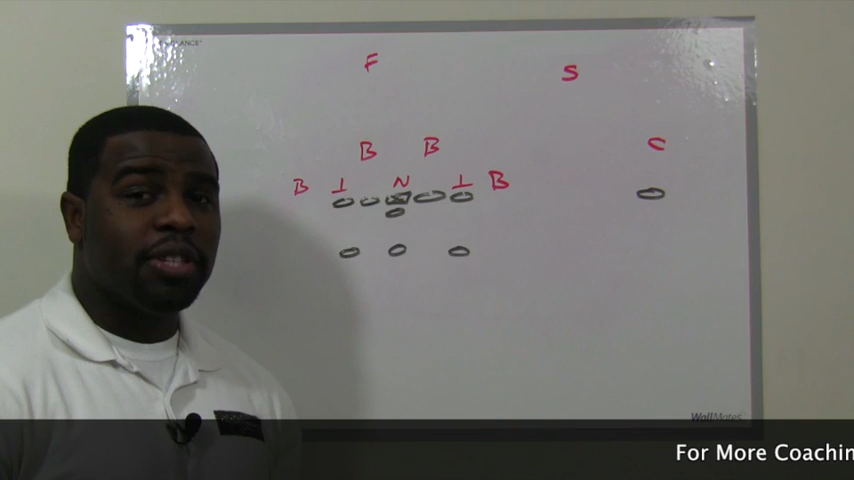 F
S
B B C
B T N T B
WallMates
For More Coachin